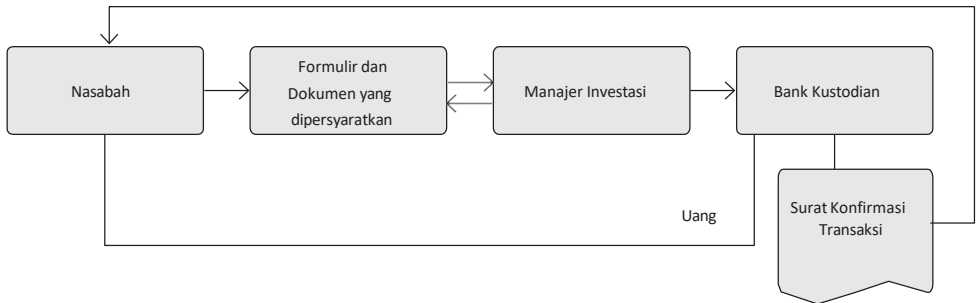 Nasabah
Formulir dan
Dokumen yang
dipersyaratkan
Manajer Investasi
Bank Kustodian
Uang
Surat Konfirmasi
Transaksi